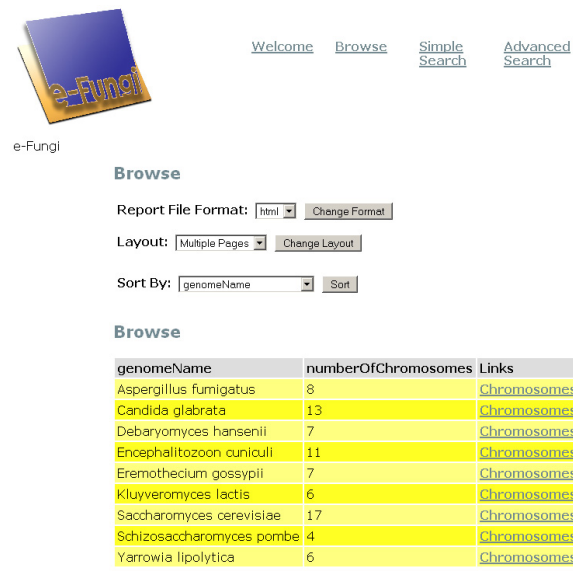 e-Fungi
Welcome Browse Simple Search Advanced Search
e-Fungi
Browse
Report File Format: html Change Format
Layout: Multiple Pages Change Layout
Sort By: genomeName Sort
Browse
genomeName numberOfChromosomes Links
Aspergillus fumigatus 8 Chromosomes
Candida glabrata 13 Chromosomes
Debaryomyces hansenii 7 Chromosomes
Encephalitozoon cuniculi 11 Chromosomes
Eremothecium gossypii 7 Chromosomes
Kluyveromyces lactis 6 Chromosomes
Saccharomyces cerevisiae 17 Chromosomes
Schizosaccharomyces pombe 4 Chromosomes
Yarrowia lipolytica 6 Chromosomes